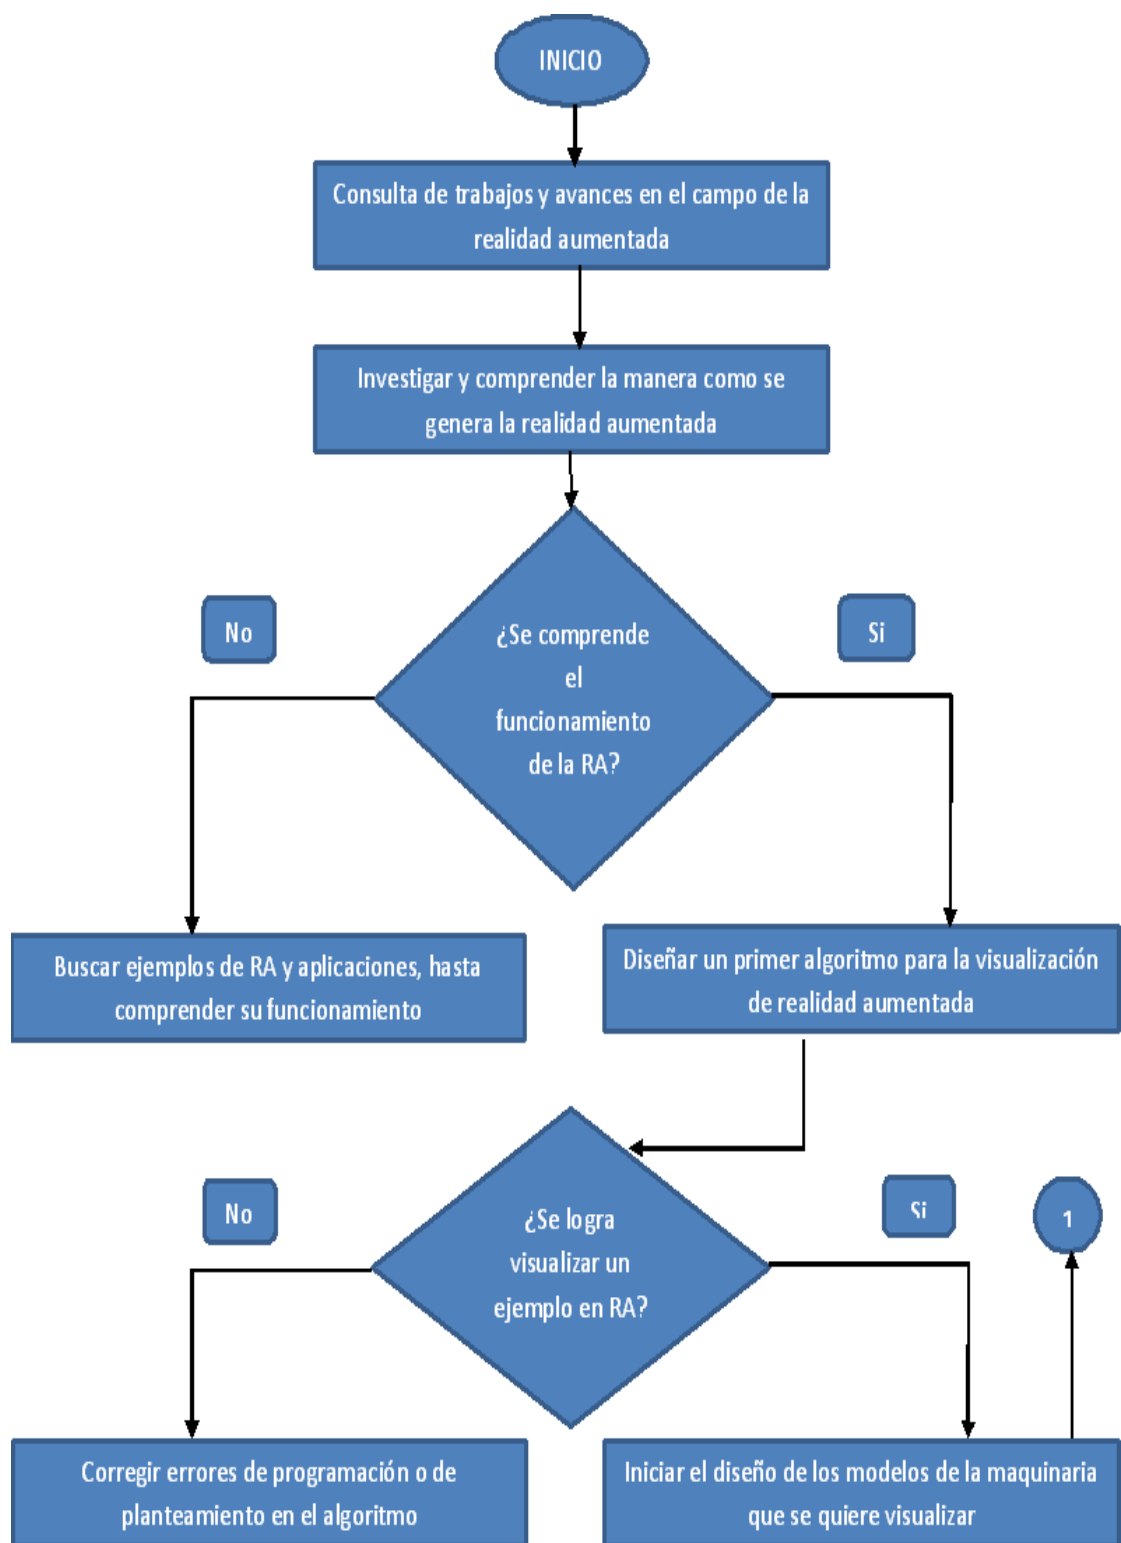 INICIO
Consulta de trabajos y avances en el campo de la
realidad aumentada
Investigar y comprender la manera como se
genera la realidad aumentada
No
¿Se comprende
el
funcionamiento
de la RA?
Si
Buscar ejemplos de RA y aplicaciones, hasta
comprender su funcionamiento
Diseñar un primer algoritmo para la visualización
de realidad aumentada
No
¿Se logra
visualizar un
ejemplo en RA?
Si
1
Corregir errores de programación o de
planteamiento en el algoritmo
Iniciar el diseño de los modelos de la maquinaria
que se quiere visualizar